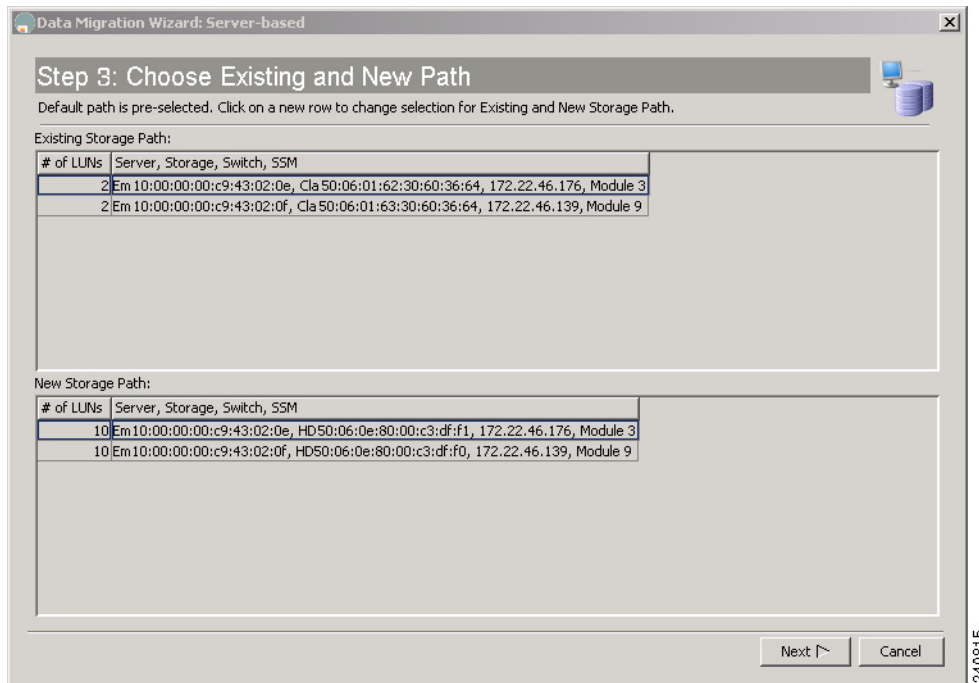 Data Migration Wizard: Server-based
Step 3: Choose Existing and New Path
Default path is pre-selected. Click on a new row to change selection for Existing and New Storage Path.
Existing Storage Path:
# of LUNs Server, Storage, Switch, SSM
2 Em 10:00:00:00:c9:43:02:0e, Cla 50:06:01:62:30:60:36:64, 172.22.46.176, Module 3
2 Em 10:00:00:00:c9:43:02:0f, Cla 50:06:01:63:30:60:36:64, 172.22.46.139, Module 9
New Storage Path:
# of LUNs Server, Storage, Switch, SSM
10 Em10:00:00:00:c9:43:02:0e, HD50:06:0e:80:00:c3:df:f1, 172.22.46.176, Module 3
10 Em10:00:00:00:c9:43:02:0f, HD50:06:0e:80:00:c3:df:f0, 172.22.46.139, Module 9
Next Cancel